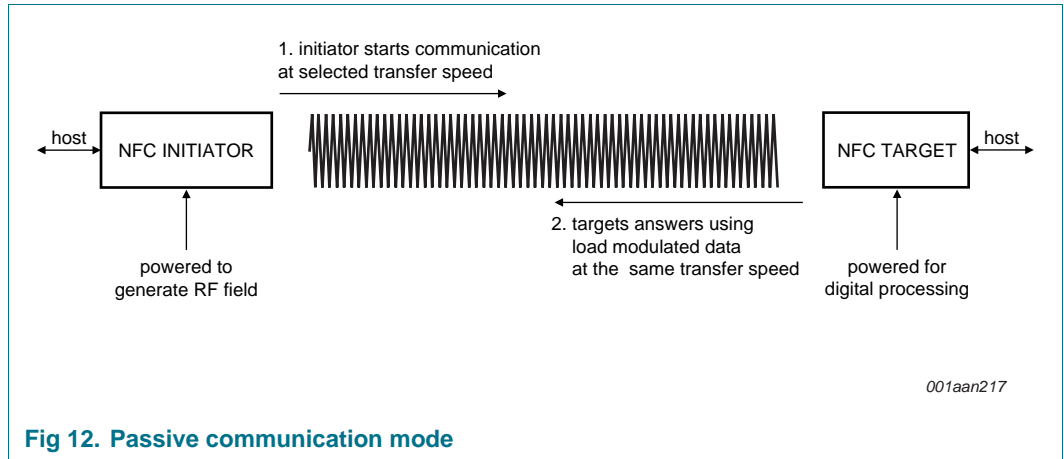 1. initiator starts communication
at selected transfer speed
host
NFC INITIATOR
NFC TARGET
host
2. targets answers using
load modulated data
at the same transfer speed
powered to
generate RF field
powered for
digital processing
001aan217
Fig 12. Passive communication mode